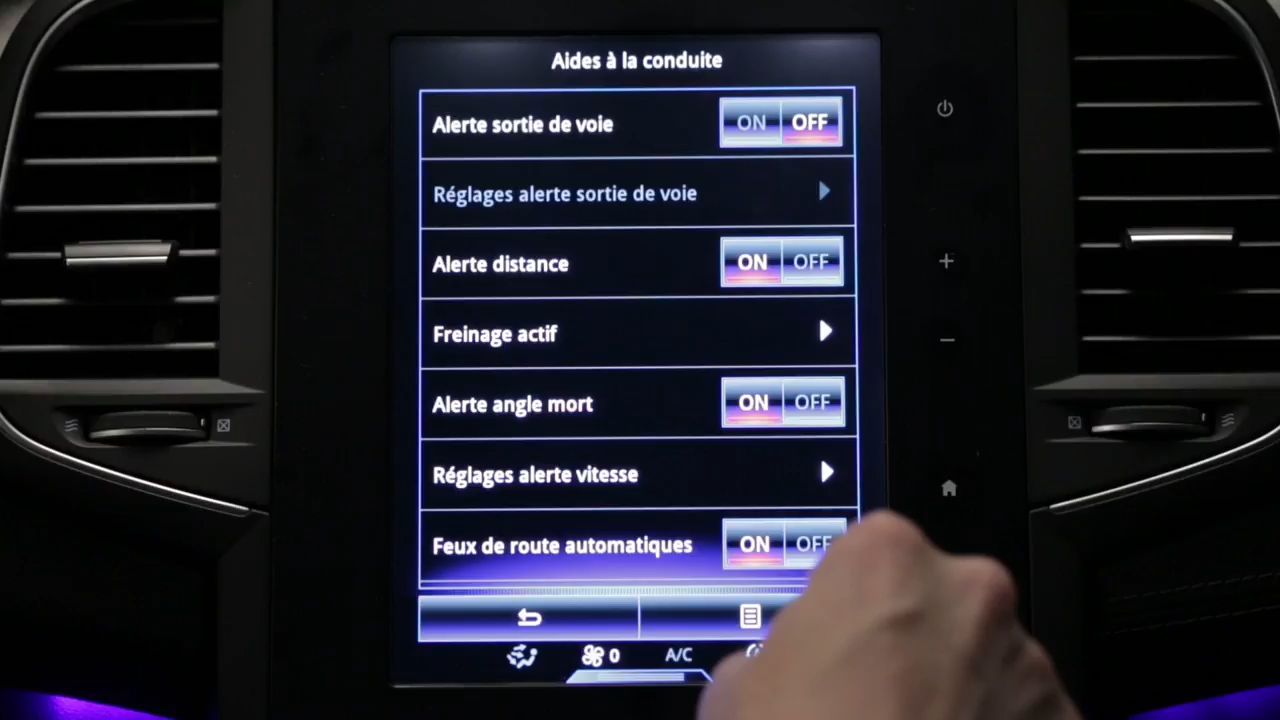 Aides à la conduite
Alerte sortie de voie ON OFF
Réglages alerte sortie de voie
Alerte distance ON OFF
Freinage actif
Alerte angle mort ON OFF
Réglages alerte vitesse
Feux de route automatiques ON OFF
0 A/C